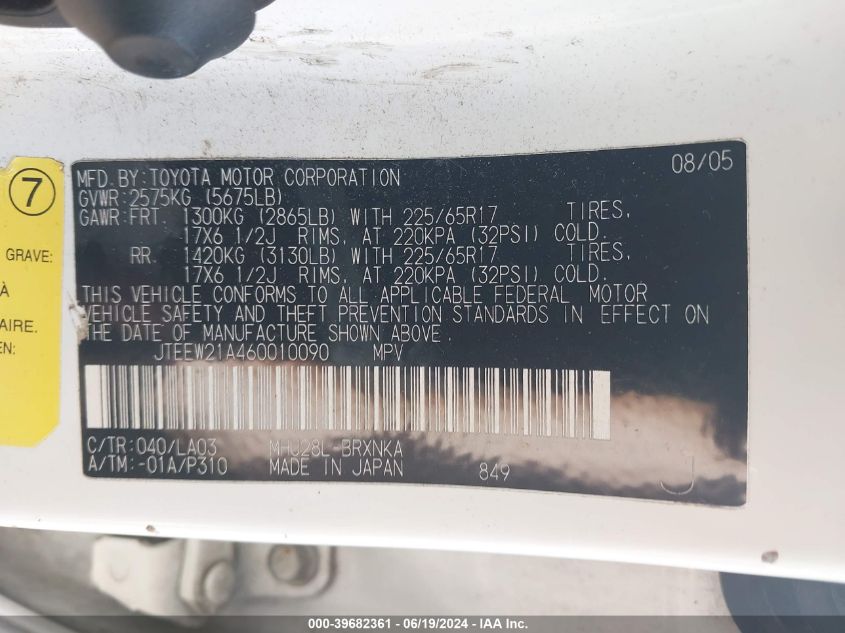 7
GRAVE:
À
AIRE.
EN:
08/05
MFD.BY:TOYOTA MOTOR CORPORATION
GVWR:2575KG (5675LB)
GAWR:FRT. 1300KG (2865LB) WITH 225/65R17 TIRES,
17X6 1/2J RIMS, AT 220KPA (32PSI) COLD.
RR. 1420KG (3130LB) WITH 225/65R17 TIRES,
17X6 1/2J RIMS, AT 220KPA (32PSI) COLD.
THIS VEHICLE CONFORMS TO ALL APPLICABLE FEDERAL MOTOR
VEHICLE SAFETY AND THEFT PREVENTION STANDARDS IN EFFECT ON
THE DATE OF MANUFACTURE SHOWN ABOVE.
JTEEW21A460010090 MPV
C/TR:040/LA03 MHU28L-BRXNKA
A/TM:-01A/P310 MADE IN JAPAN 849
J
000-39682361 - 06/19/2024 - IAA Inc.